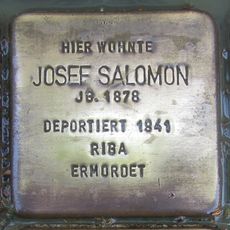 HIER WOHNTE
JOSEF SALOMON
JG. 1878
DEPORTIERT 1941
RIGA
ERMORDET